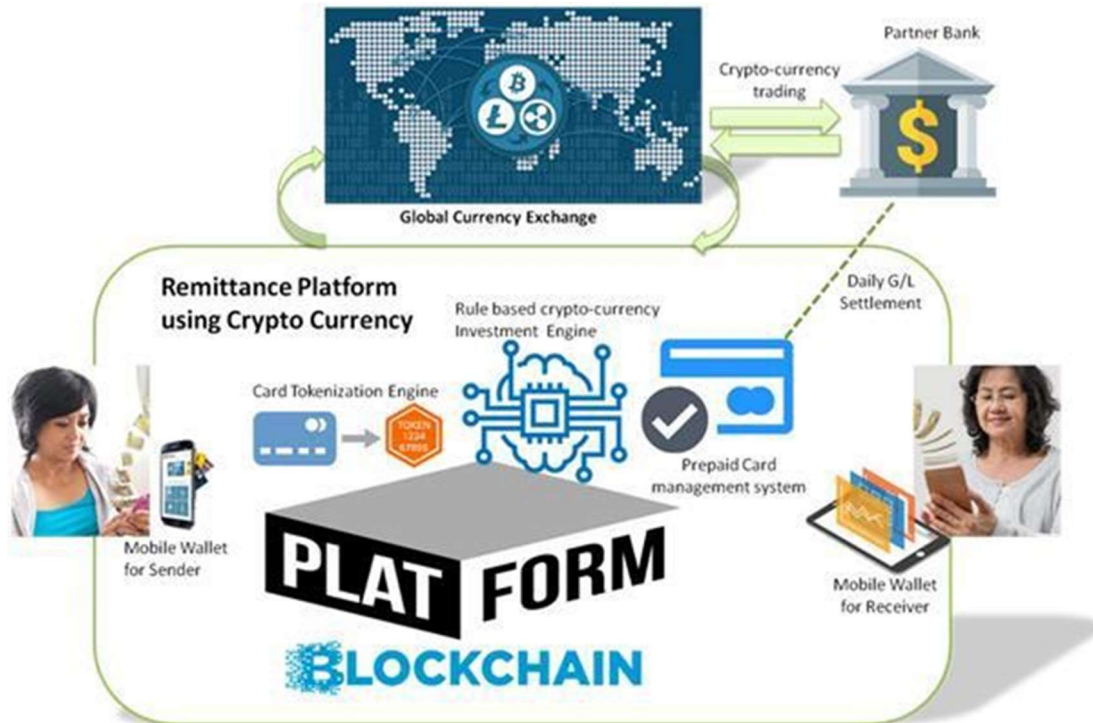 Partner Bank
Crypto-currency
trading
Global Currency Exchange
Daily G/L
Settlement
Remittance Platform
using Crypto Currency
Rule based crypto-currency
Investment Engine
Card Tokenization Engine
TOKEN
1234
67895
Prepaid Card
management system
Mobile Wallet
for Sender
Mobile Wallet
for Receiver
PLAT
FORM
BLOCKCHAIN